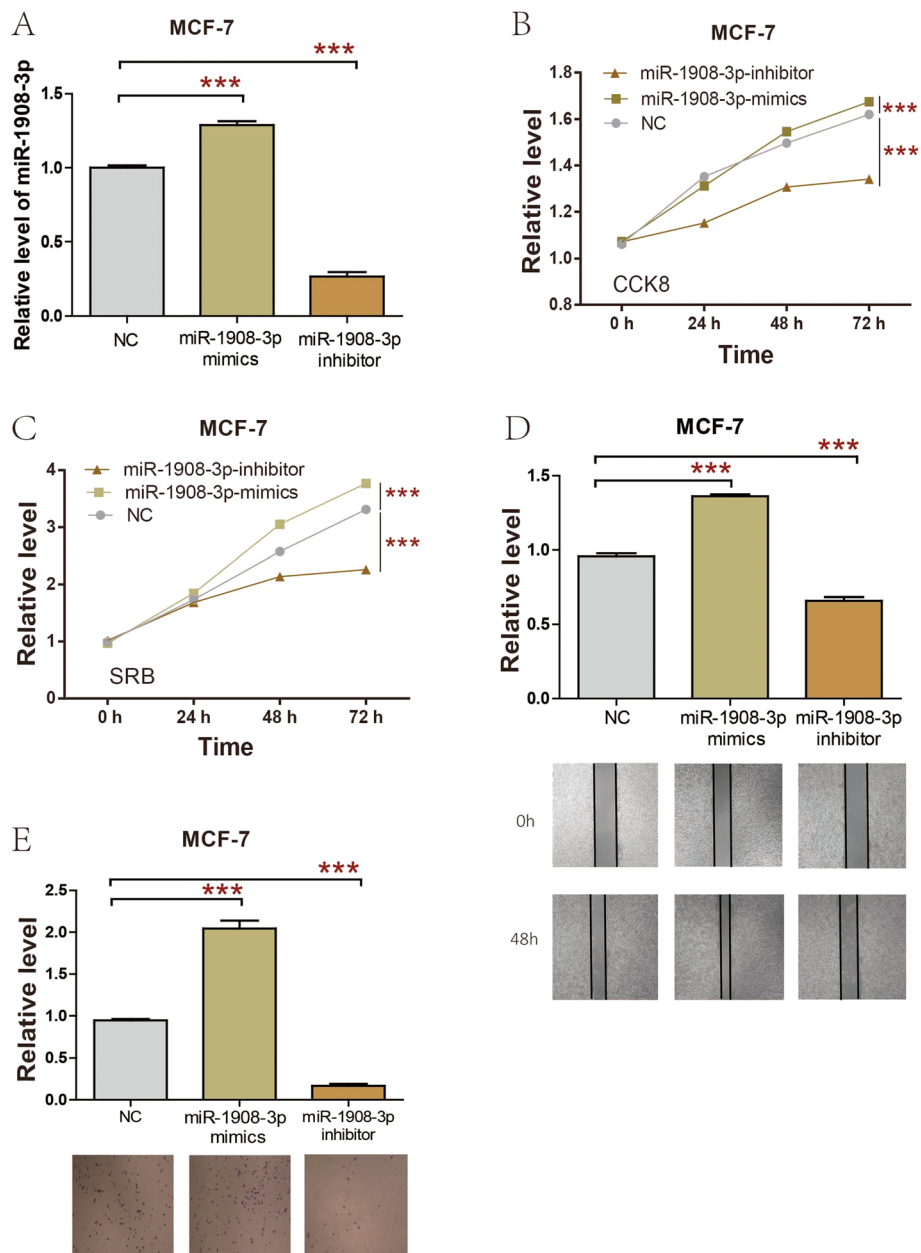 A
MCF-7
***
***
Relative level of miR-1908-3p
1.5
1.0
0.5
0.0
NC
miR-1908-3p
mimics
miR-1908-3p
inhibitor
B
MCF-7
miR-1908-3p-inhibitor
miR-1908-3p-mimics
NC
***
***
Relative level
1.8
1.6
1.4
1.2
1.0
0.8
CCK8
0 h
24 h
48 h
72 h
Time
C
MCF-7
miR-1908-3p-inhibitor
miR-1908-3p-mimics
NC
***
***
Relative level
4
3
2
1
0
SRB
0 h
24 h
48 h
72 h
Time
D
MCF-7
***
***
Relative level
1.5
1.0
0.5
0.0
NC
miR-1908-3p
mimics
miR-1908-3p
inhibitor
0h
48h
E
MCF-7
***
***
Relative level
2.5
2.0
1.5
1.0
0.5
0.0
NC
miR-1908-3p
mimics
miR-1908-3p
inhibitor